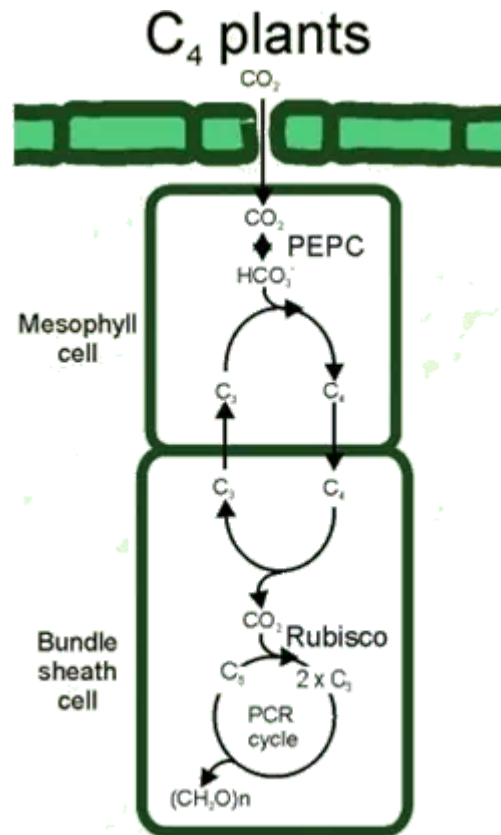 C₄ plants
CO₂
CO₂
PEPC
HCO₃⁻
Mesophyll
cell
C₃
C₄
C₃
C₄
CO₂
Rubisco
Bundle
sheath
cell
C₅
2 x C₃
PCR
cycle
(CH₂O)n